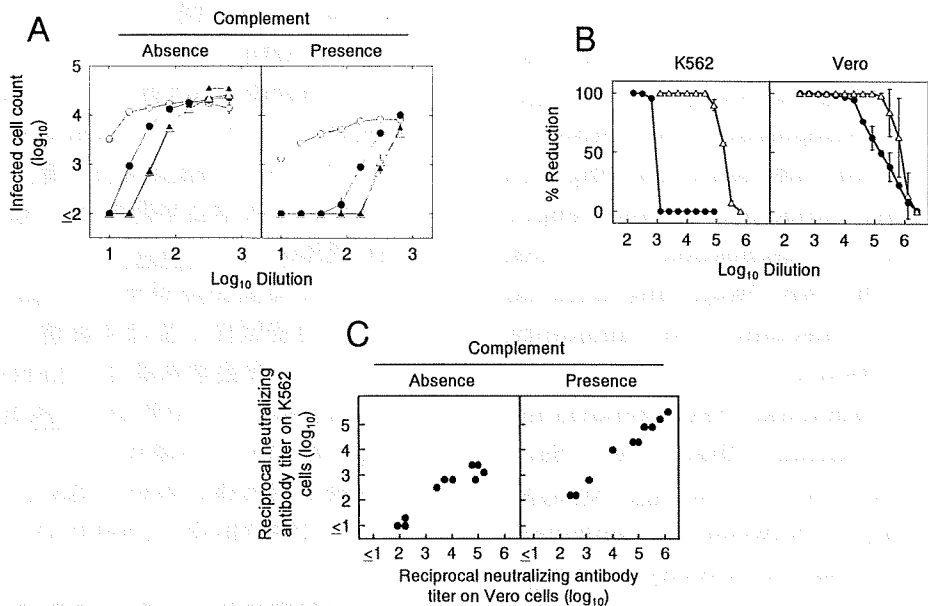 A
Complement
Absence
Presence
Infected cell count
(log10)
5
4
3
≤2
1
2
3
1
2
3
Log10 Dilution
B
K562
Vero
% Reduction
100
50
0
2
3
4
5
6
2
3
4
5
6
Log10 Dilution
C
Complement
Absence
Presence
Reciprocal neutralizing
antibody titer on K562
cells (log10)
5
4
3
2
≤1
≤1
2
3
4
5
6
≤1
2
3
4
5
6
Reciprocal neutralizing antibody
titer on Vero cells (log10)